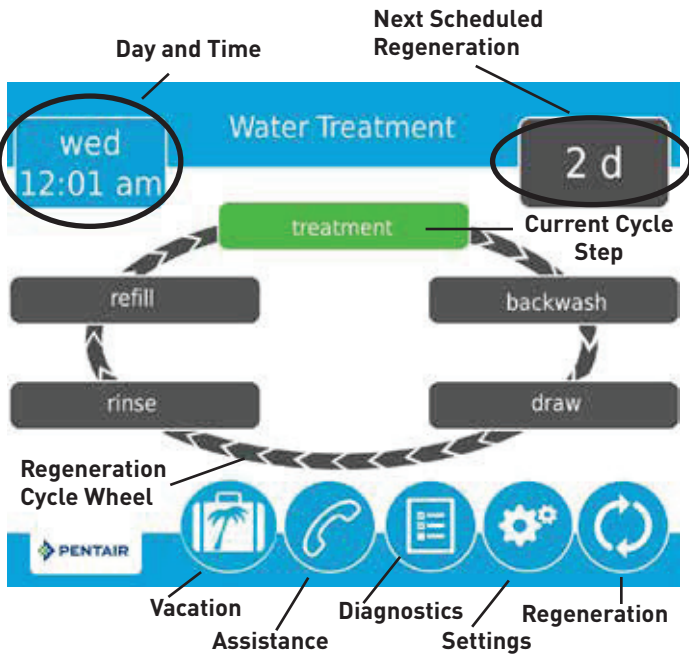 Day and Time
Next Scheduled
Regeneration
wed
12:01 am
Water Treatment
2 d
treatment
Current Cycle
Step
refill
backwash
rinse
draw
Regeneration
Cycle Wheel
PENTAIR
Vacation
Assistance
Diagnostics
Settings
Regeneration